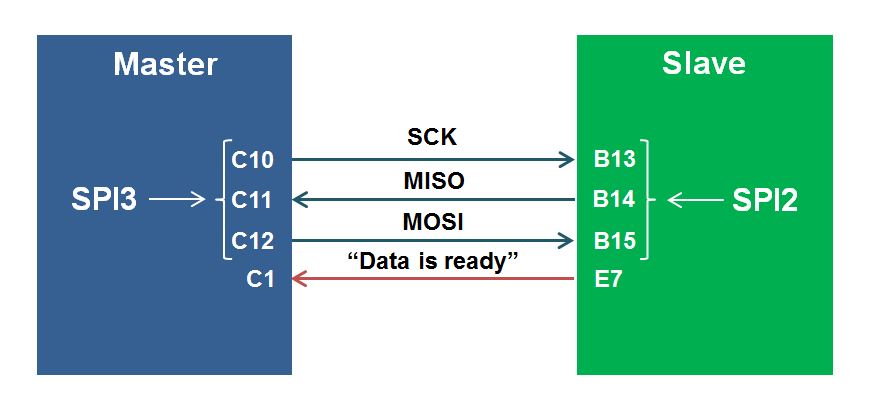 Master
Slave
SCK
C10
B13
MISO
SPI3
C11
B14
SPI2
MOSI
C12
B15
“Data is ready”
C1
E7